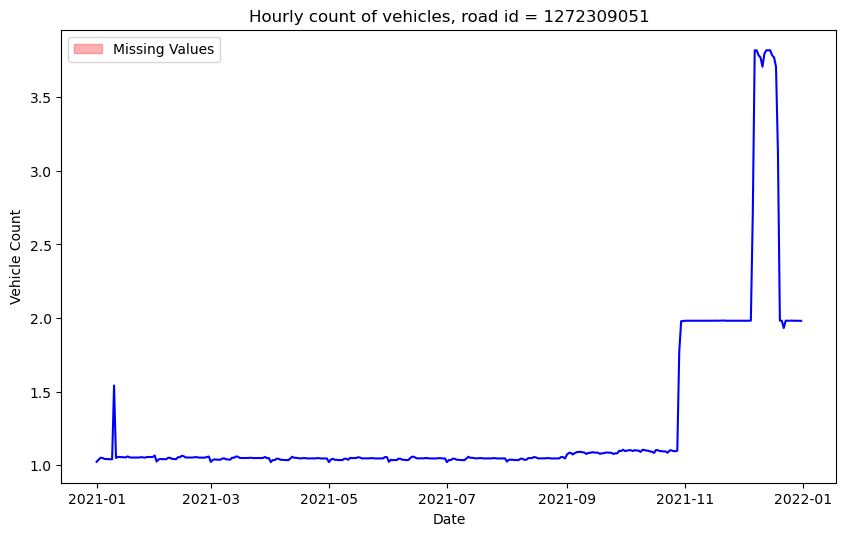 Hourly count of vehicles, road id = 1272309051
Missing Values
Vehicle Count
3.5
3.0
2.5
2.0
1.5
1.0
2021-01 2021-03 2021-05 2021-07 2021-09 2021-11 2022-01
Date